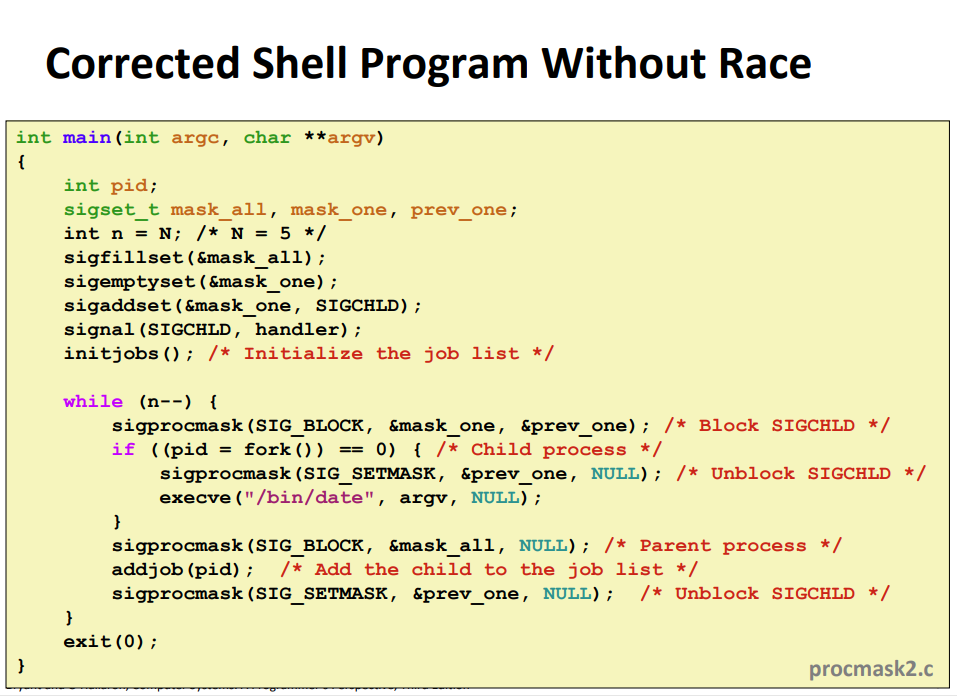 Corrected Shell Program Without Race
int main(int argc, char **argv)
{
    int pid;
    sigset_t mask_all, mask_one, prev_one;
    int n = N; /* N = 5 */
    sigfillset(&mask_all);
    sigemptyset(&mask_one);
    sigaddset(&mask_one, SIGCHLD);
    signal(SIGCHLD, handler);
    initjobs(); /* Initialize the job list */
    while (n--) {
        sigprocmask(SIG_BLOCK, &mask_one, &prev_one); /* Block SIGCHLD */
        if ((pid = fork()) == 0) { /* Child process */
            sigprocmask(SIG_SETMASK, &prev_one, NULL); /* Unblock SIGCHLD */
            execve("/bin/date", argv, NULL);
        }
        sigprocmask(SIG_BLOCK, &mask_all, NULL); /* Parent process */
        addjob(pid);  /* Add the child to the job list */
        sigprocmask(SIG_SETMASK, &prev_one, NULL);  /* Unblock SIGCHLD */
    }
    exit(0);
}
procmask2.c